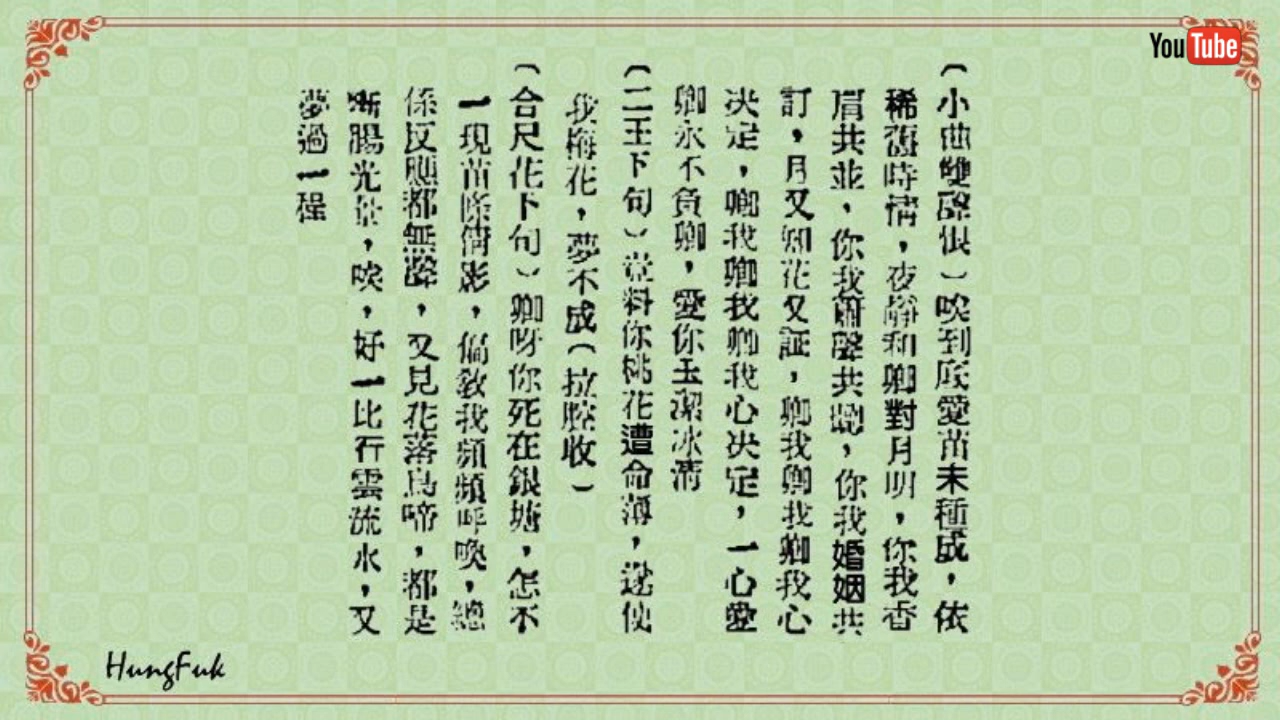 YouTube
（小曲雙聲恨）唉到底愛苗未種成，依
稀舊時情，夜靜和卿對月明，你我香
肩共並，你我簫聲共聽，你我婚姻共
訂，月又知花又証，卿我卿我卿我心
決定，卿我卿我卿我心決定，一心愛
卿永不負卿，愛你玉潔冰清
（二王下句）豈料你桃花遭命薄，遂使
我梅花，夢不成（拉腔收）
（合尺花下句）卿呀你死在銀塘，怎不
一現苗條倩影，偏教我頻頻呼喚，總
係反應都無聲，又見花落鳥啼，都是
斷腸光景，唉，好一比行雲流水，又
夢過一程
HungFuk